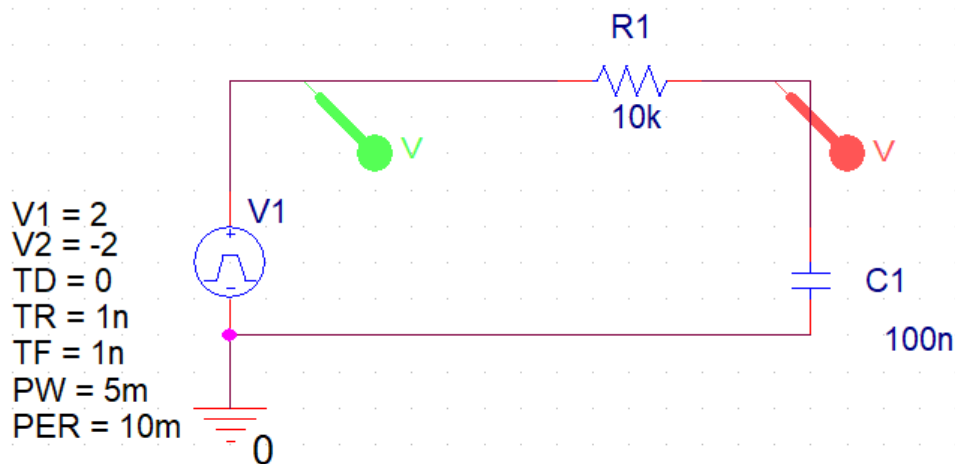 R1
10k
V
V
V1
V1 = 2
V2 = -2
TD = 0
TR = 1n
TF = 1n
PW = 5m
PER = 10m
C1
100n
0